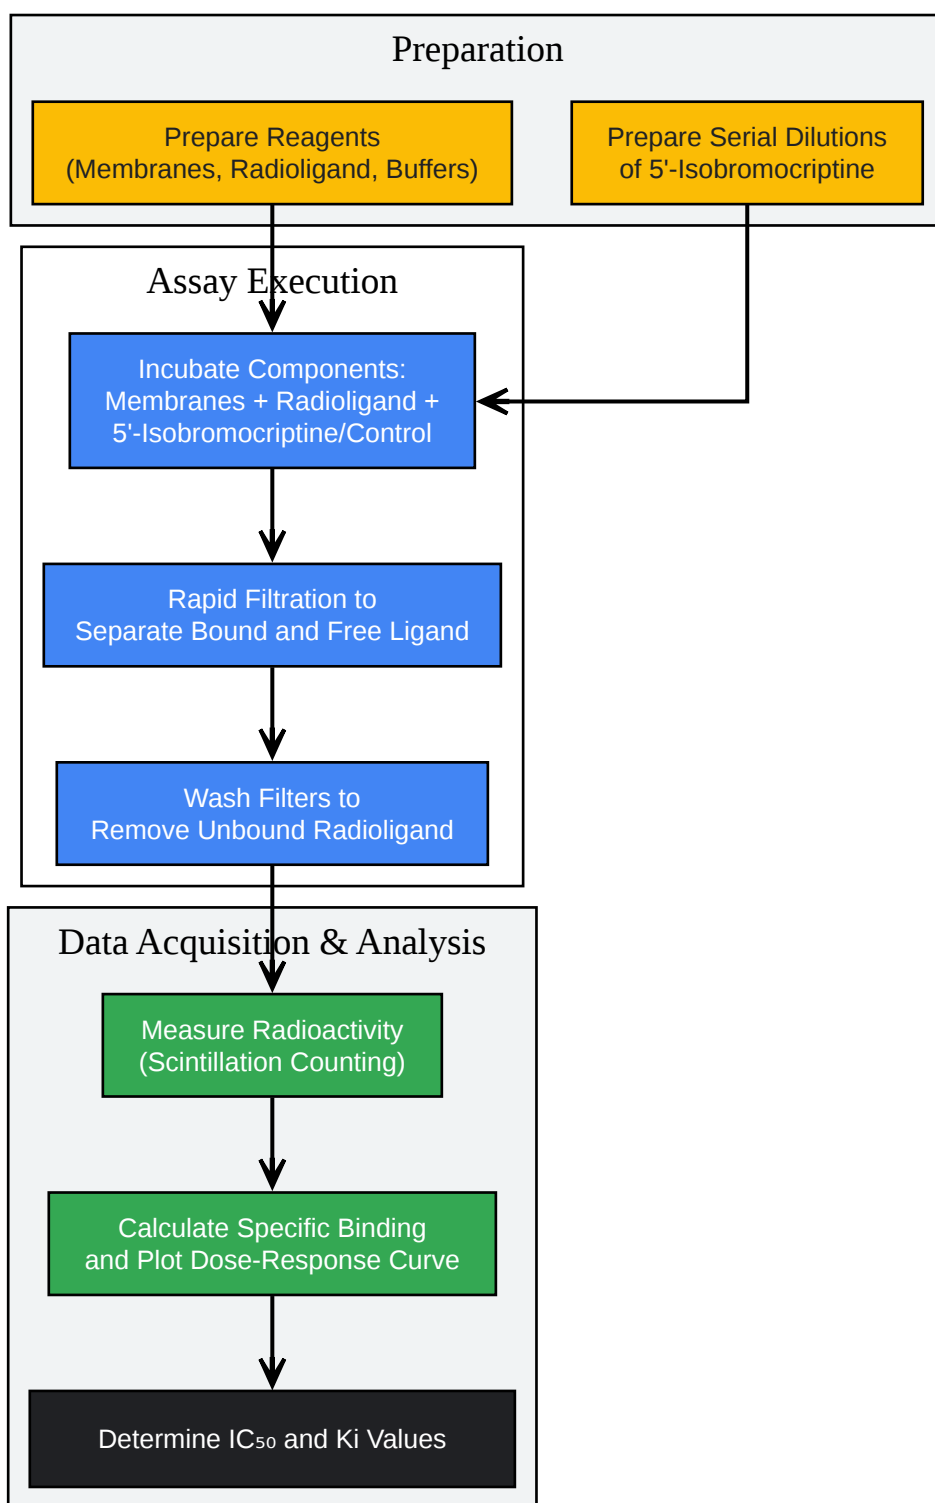 Preparation
Prepare Reagents
(Membranes, Radioligand, Buffers)
Prepare Serial Dilutions
of 5'-Isobromocriptine
Assay Execution
Incubate Components:
Membranes + Radioligand +
5'-Isobromocriptine/Control
Rapid Filtration to
Separate Bound and Free Ligand
Wash Filters to
Remove Unbound Radioligand
Data Acquisition & Analysis
Measure Radioactivity
(Scintillation Counting)
Calculate Specific Binding
and Plot Dose-Response Curve
Determine IC₅₀ and Ki Values